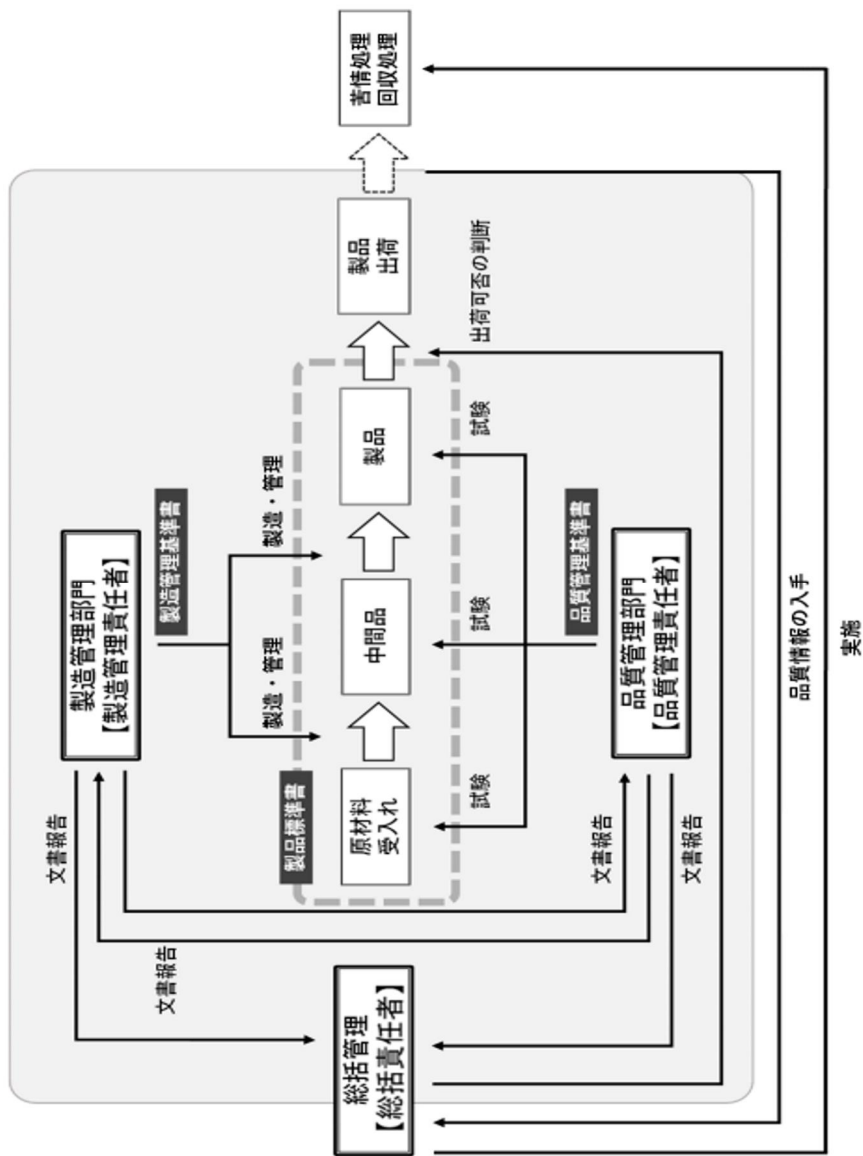 総括管理
【総括責任者】
文書報告
文書報告
文書報告
文書報告
製造管理部門
【製造管理責任者】
製造管理基準書
製造・管理
製造・管理
製品標準書
原材料
受入れ
中間品
製品
製品
出荷
苦情処理
回収処理
試験
試験
試験
出荷可否の判断
品質管理基準書
品質管理部門
【品質管理責任者】
品質情報の入手
実施